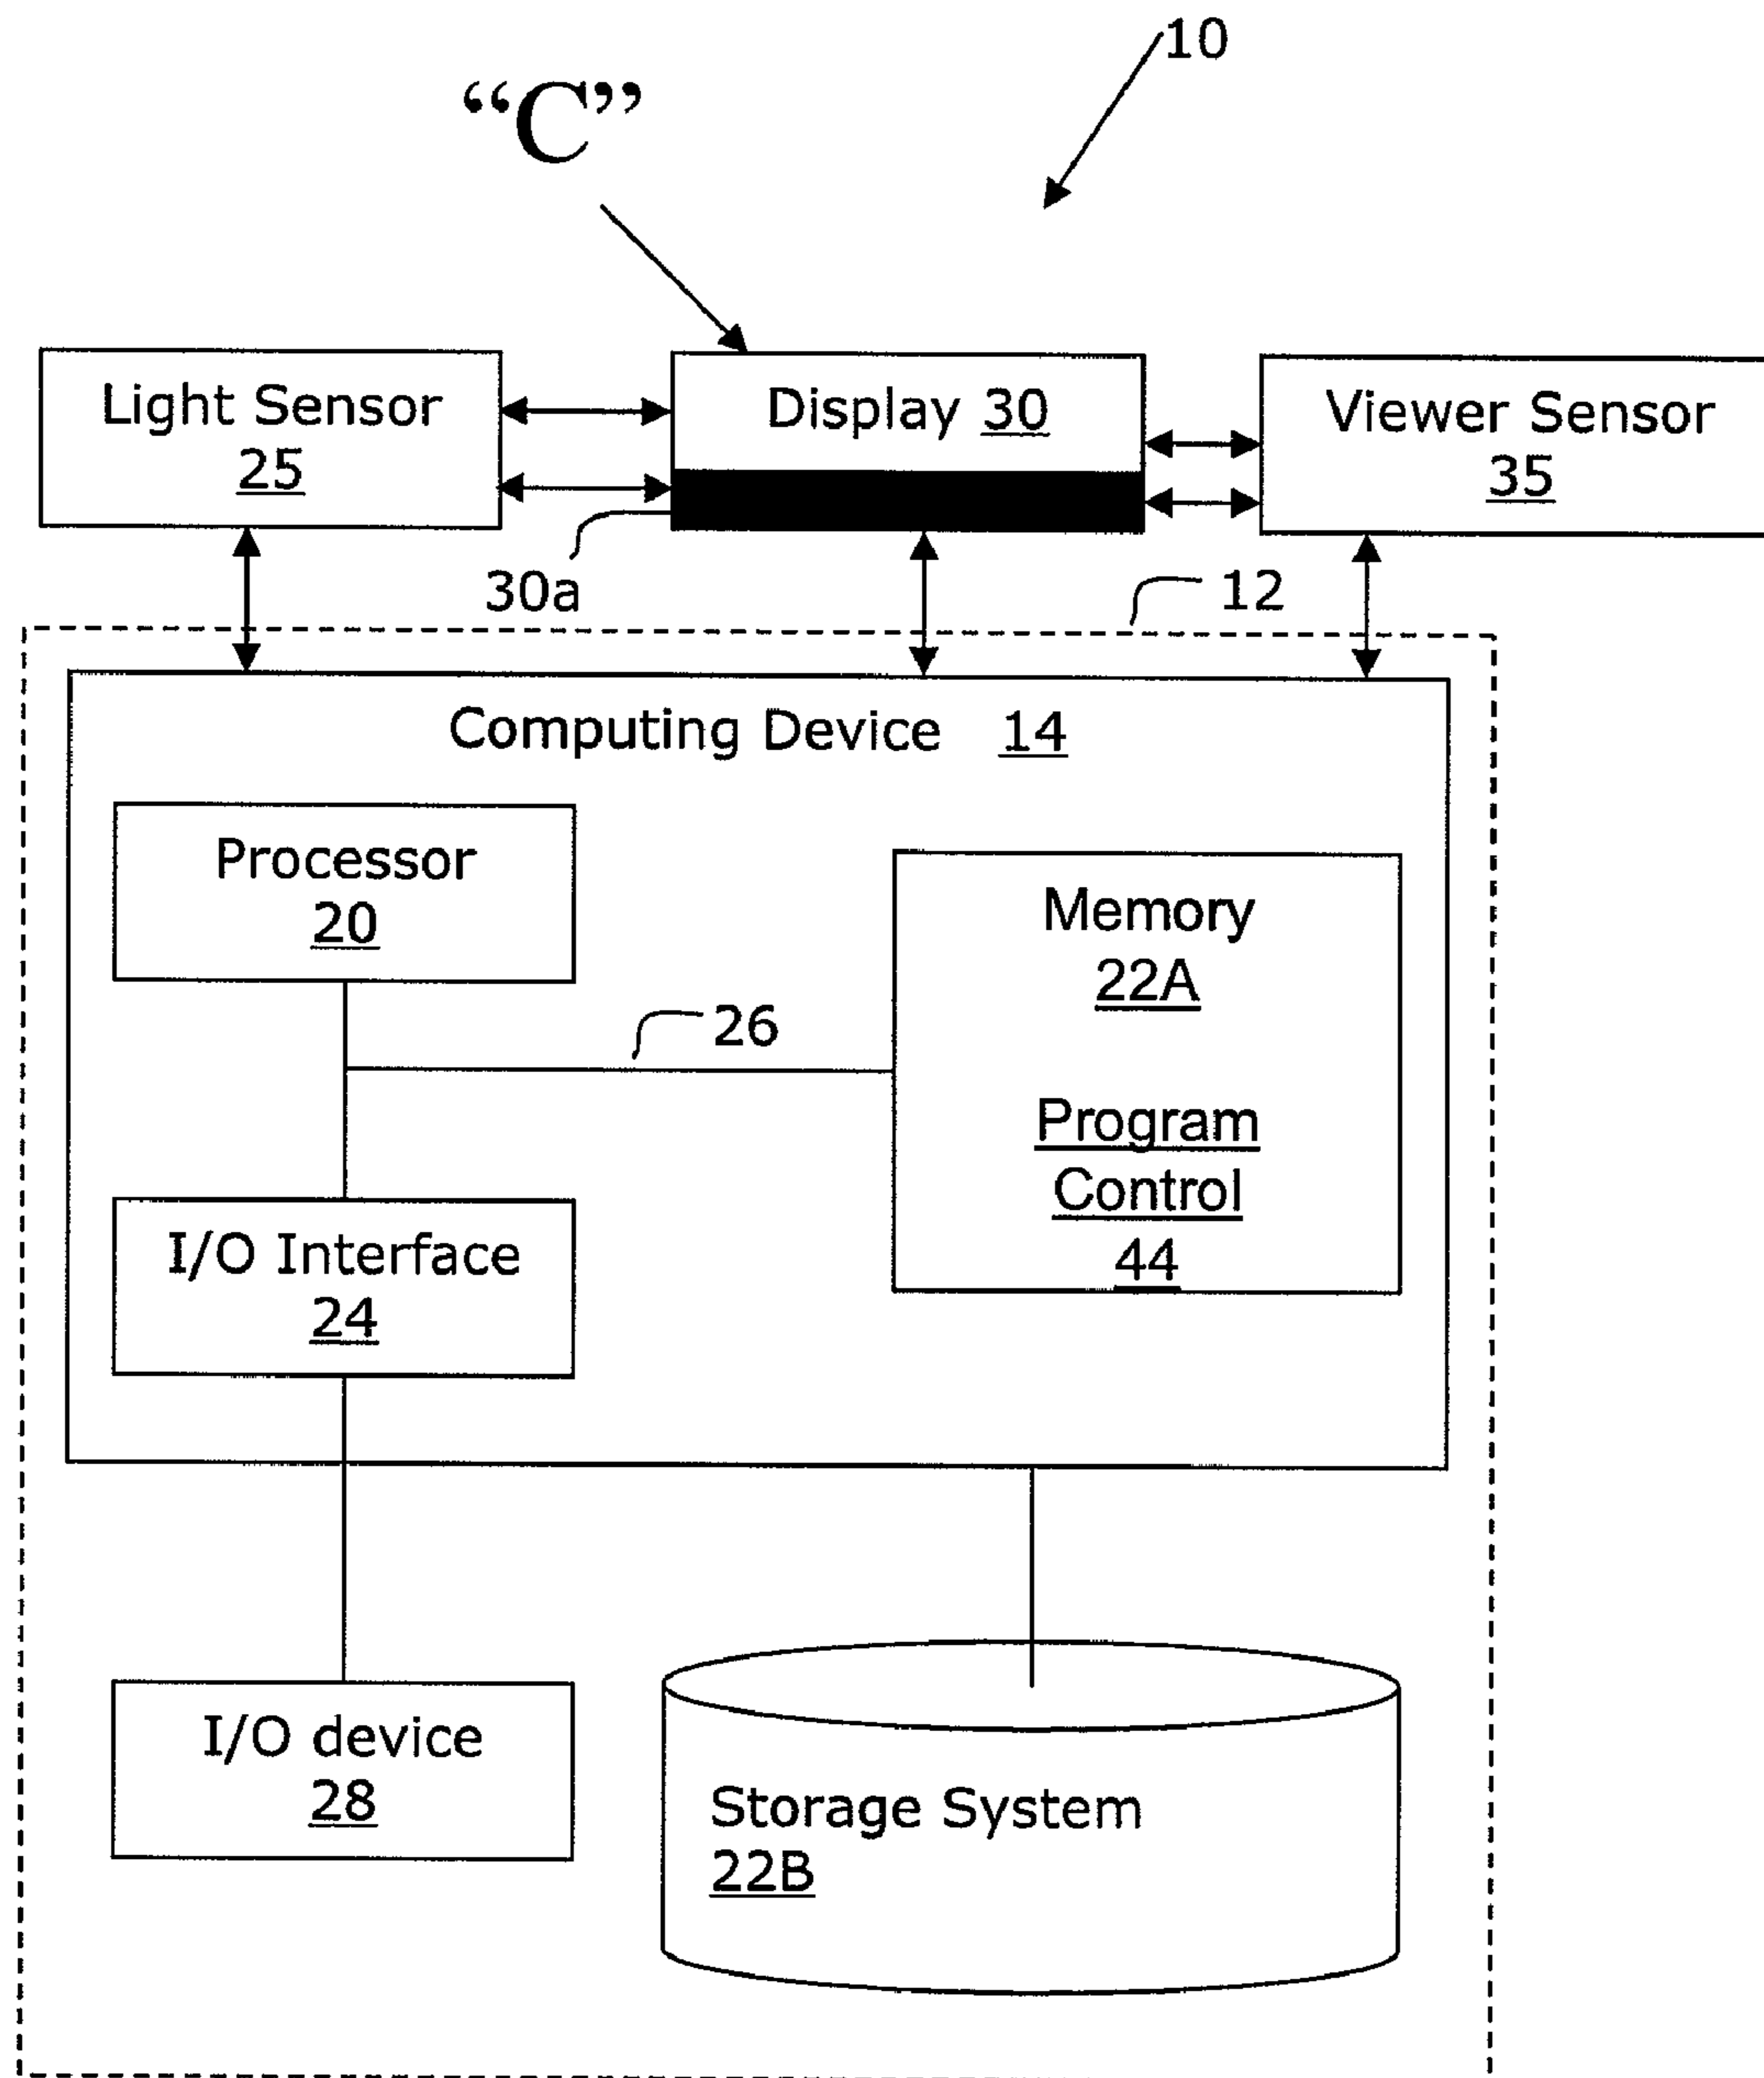 10
“C”
Light Sensor
25
Display 30
Viewer Sensor
35
30a
12
Computing Device 14
Processor
20
Memory
22A
26
Program
Control
44
I/O Interface
24
I/O device
28
Storage System
22B